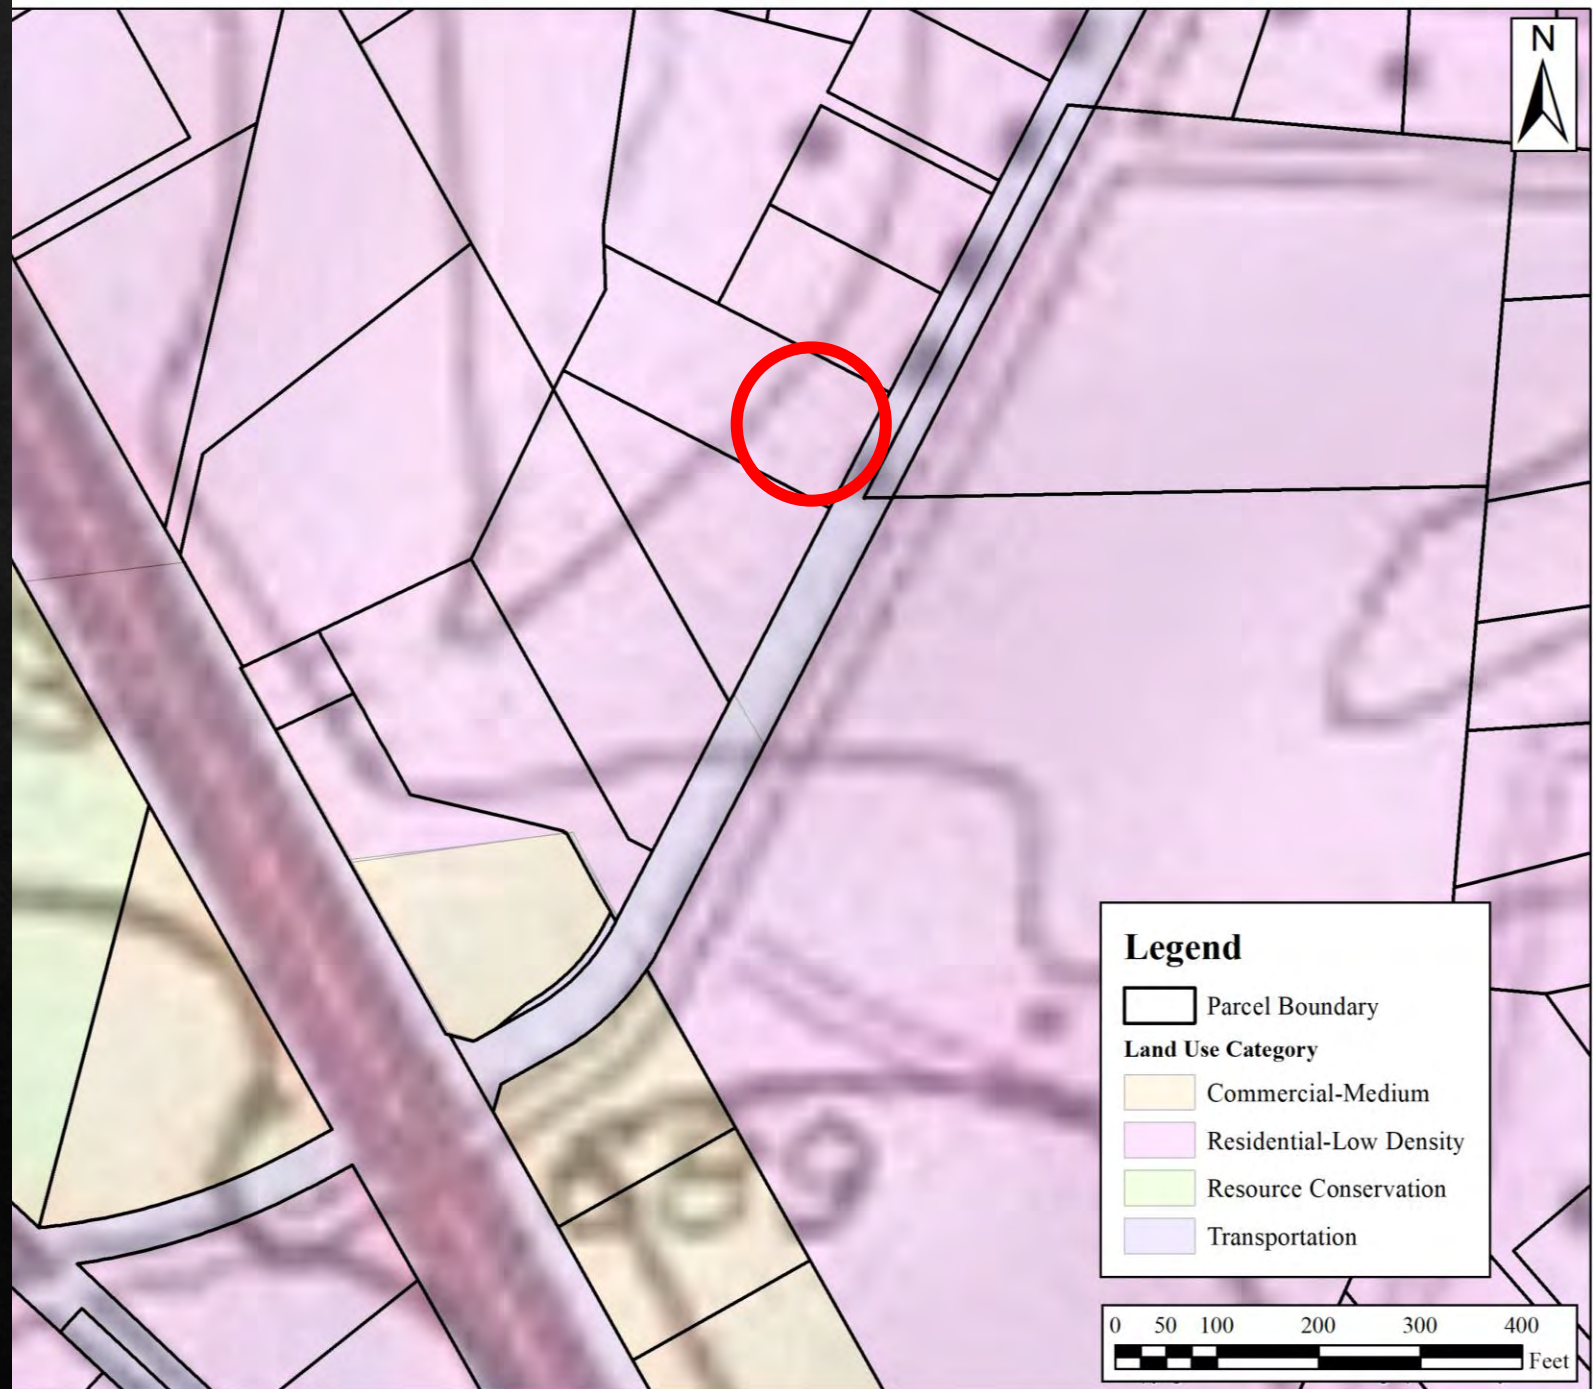 N
Legend
Parcel Boundary
Land Use Category
Commercial-Medium
Residential-Low Density
Resource Conservation
Transportation
0 50 100 200 300 400
Feet